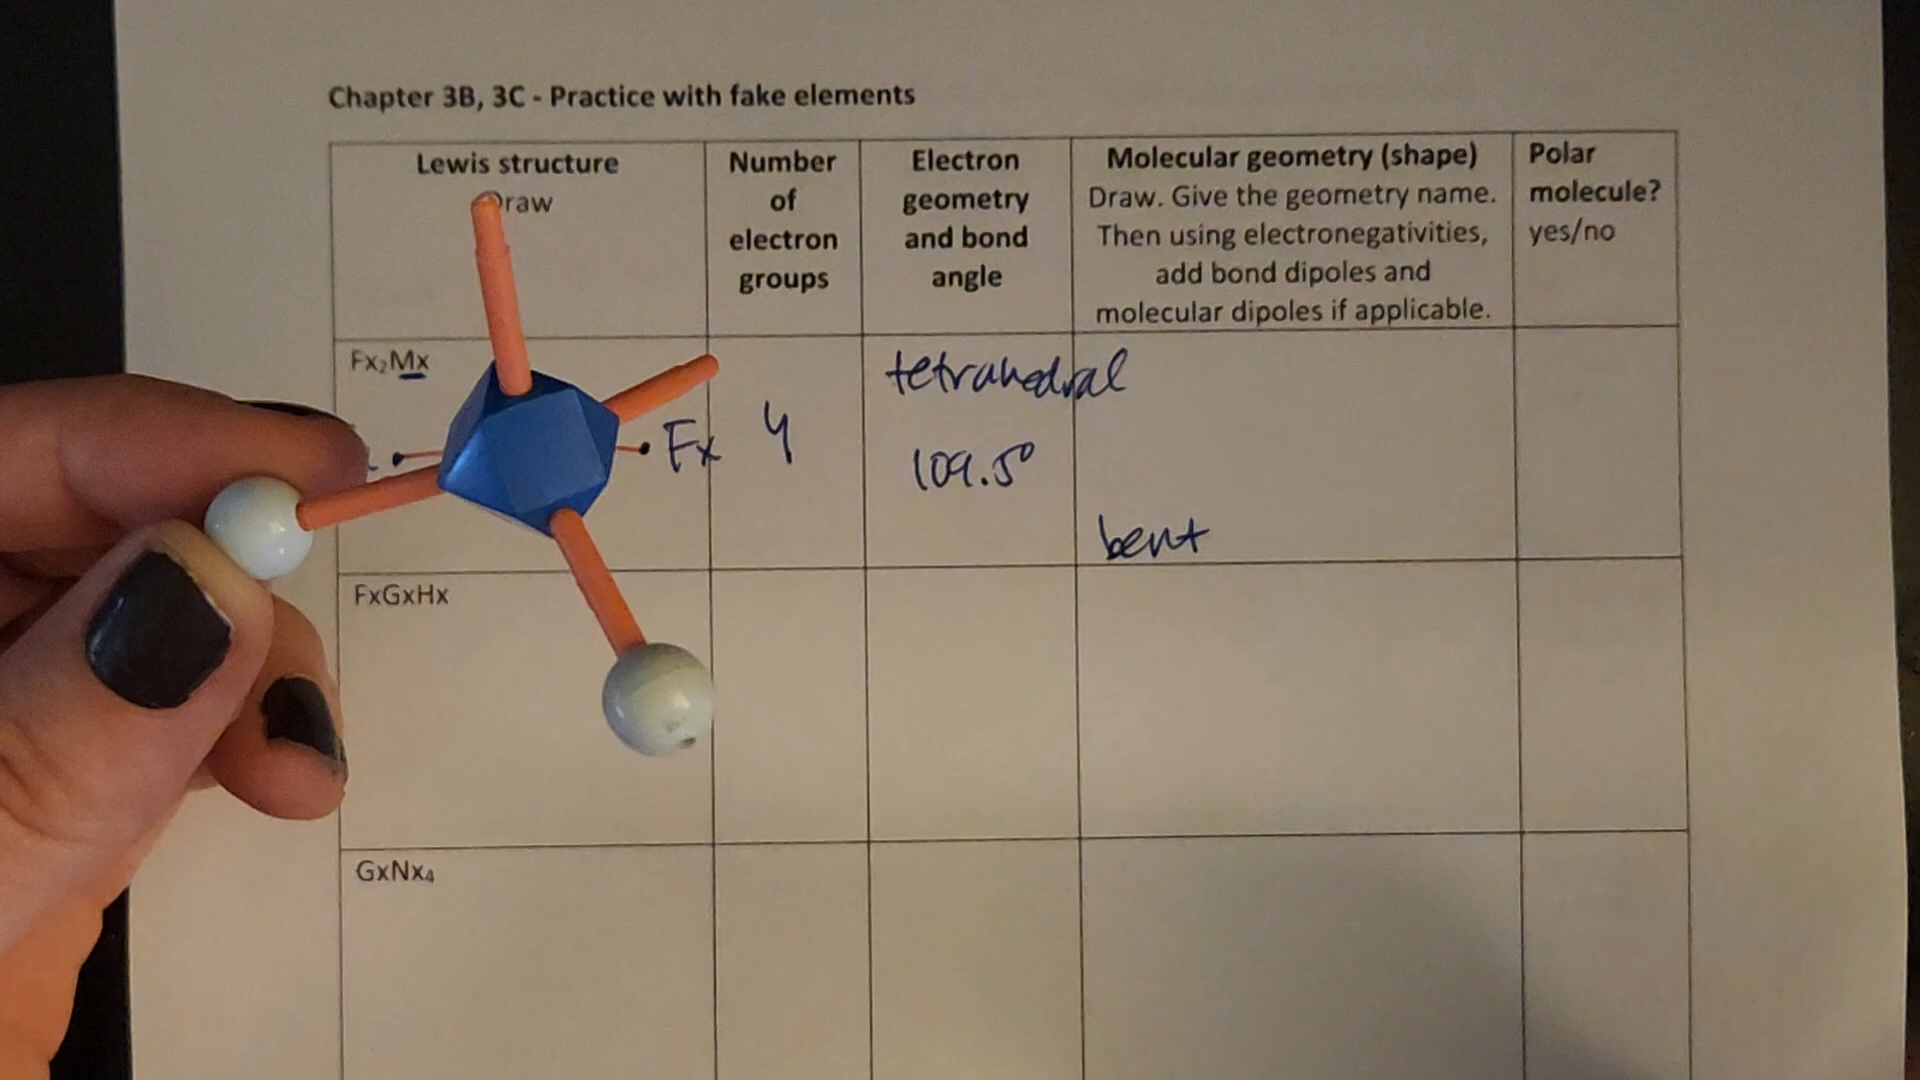 Chapter 3B, 3C - Practice with fake elements
Lewis structure
Draw
Number
of
electron
groups
Electron
geometry
and bond
angle
Molecular geometry (shape)
Draw. Give the geometry name.
Then using electronegativities,
add bond dipoles and
molecular dipoles if applicable.
Polar
molecule?
yes/no
Fx₂Mx
Fx
4
tetrahedral
109.5°
bent
FxGxHx
GxNx₄